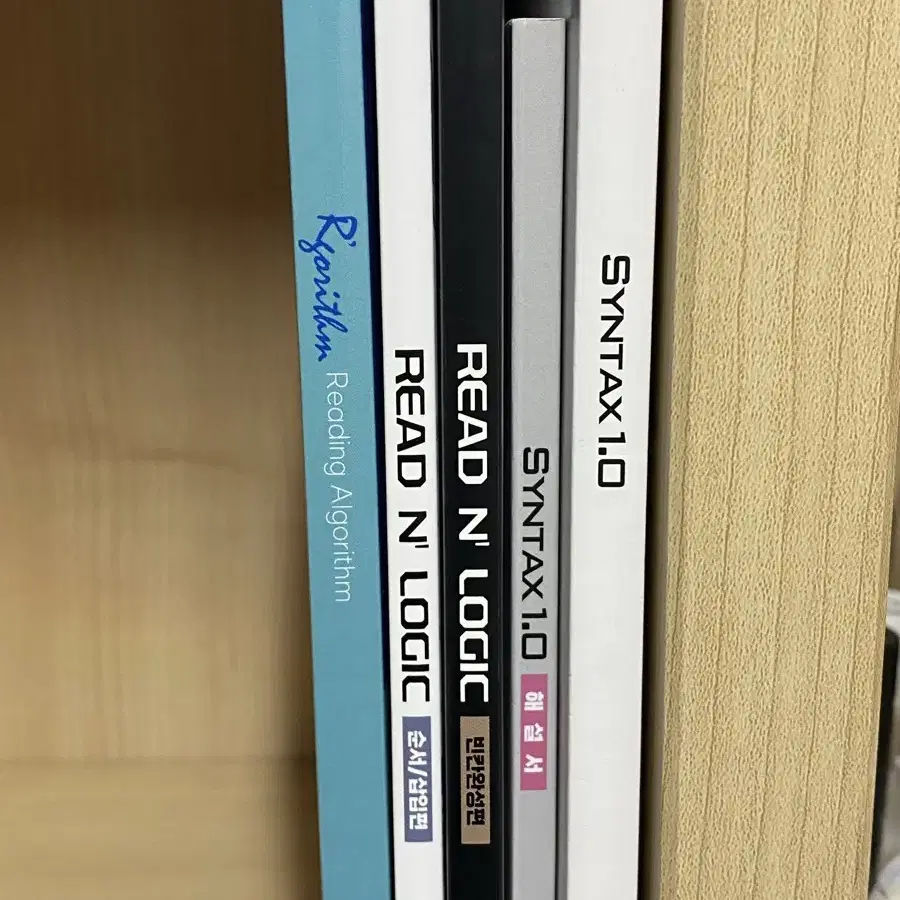 R'gorithm Reading Algorithm
READ N' LOGIC 순서/삽입편
READ N' LOGIC 빈칸완성편
SYNTAX 1.0 해설서
SYNTAX 1.0